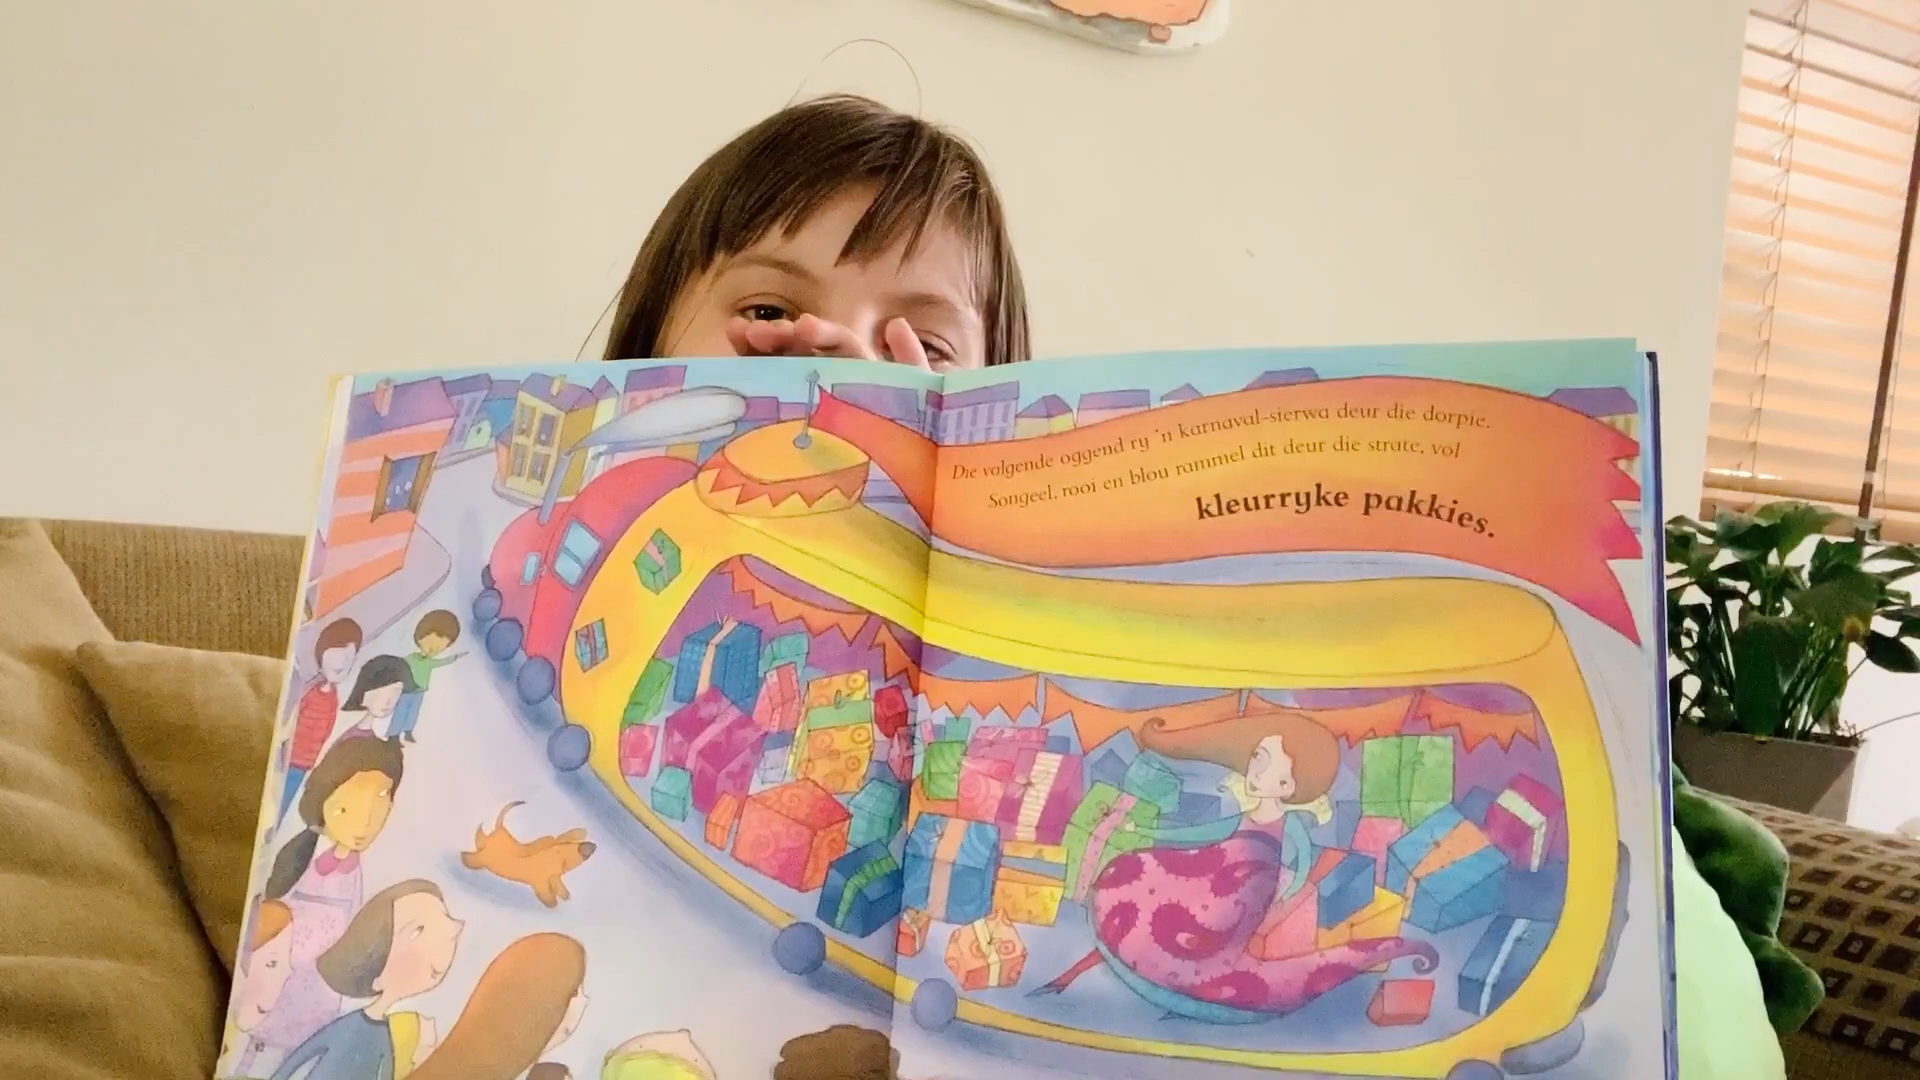 Die volgende oggend ry 'n karnaval-sierwa deur die dorpie.
Songeel, rooi en blou rammel dit deur die strate, vol
kleurryke pakkies.